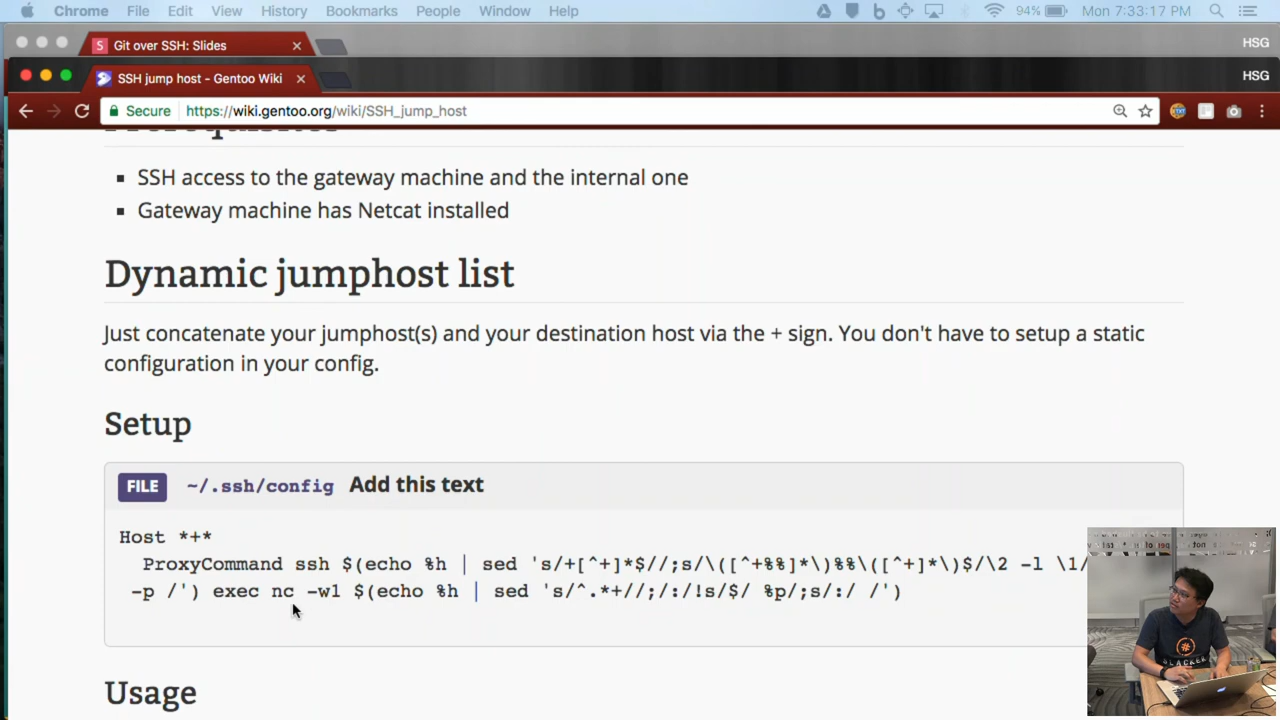 Chrome File Edit View History Bookmarks People Window Help 94% Mon 7:33:17 PM
Git over SSH: Slides
HSG
SSH jump host - Gentoo Wiki
HSG
Secure https://wiki.gentoo.org/wiki/SSH_jump_host
Prerequisites
SSH access to the gateway machine and the internal one
Gateway machine has Netcat installed
Dynamic jumphost list
Just concatenate your jumphost(s) and your destination host via the + sign. You don't have to setup a static
configuration in your config.
Setup
FILE ~/.ssh/config Add this text
Host *+*
ProxyCommand ssh $(echo %h | sed 's/+[^+]*$//;s/\([^+%%]*\)%%\([^+]*\)$/\2 -l \1/
-p /') exec nc -w1 $(echo %h | sed 's/^.*+//;/:/!s/$/ %p/;s/:/ /')
Usage
SLACKER